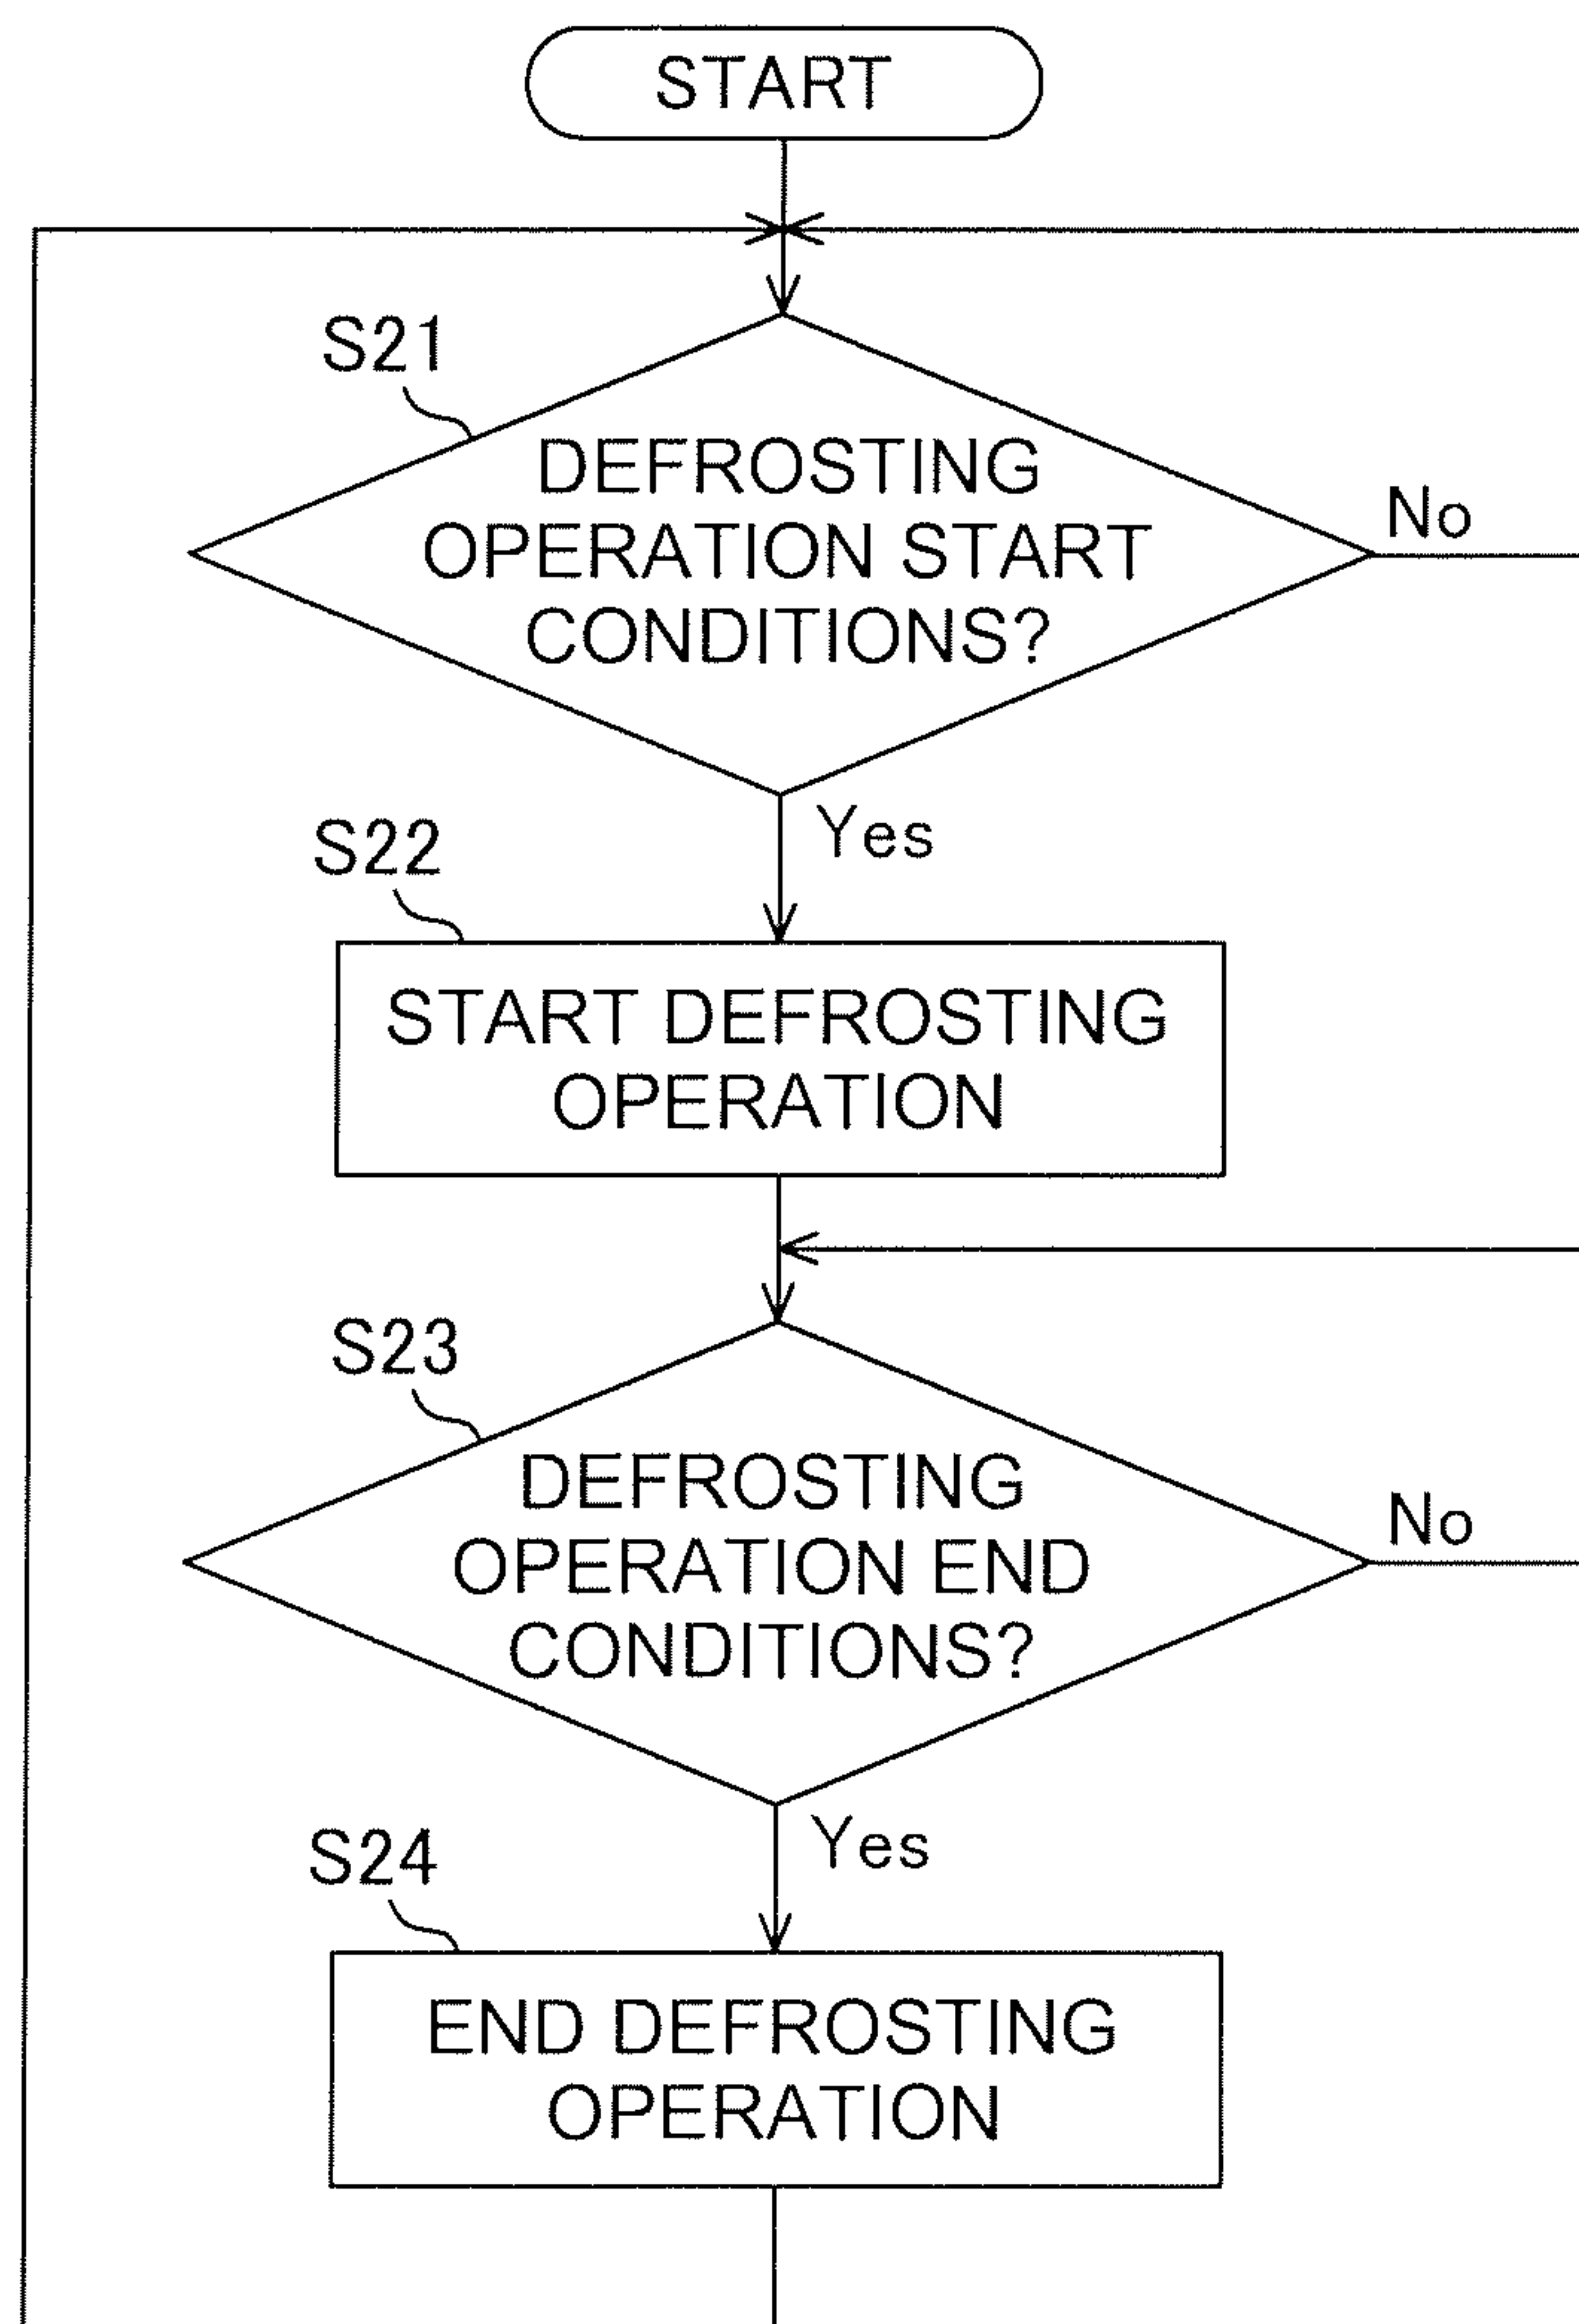 START
S21
DEFROSTING
OPERATION START
CONDITIONS?
No
Yes
S22
START DEFROSTING
OPERATION
S23
DEFROSTING
OPERATION END
CONDITIONS?
No
Yes
S24
END DEFROSTING
OPERATION